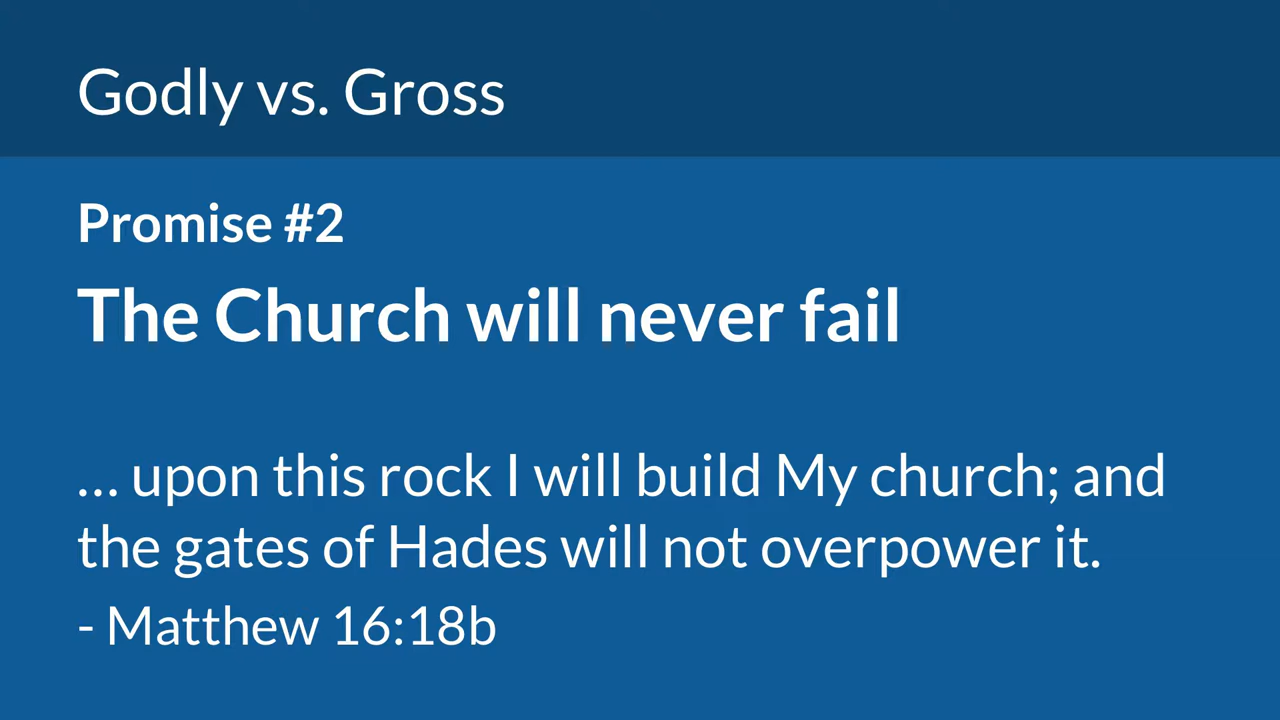 Godly vs. Gross
Promise #2
The Church will never fail
... upon this rock I will build My church; and
the gates of Hades will not overpower it.
- Matthew 16:18b